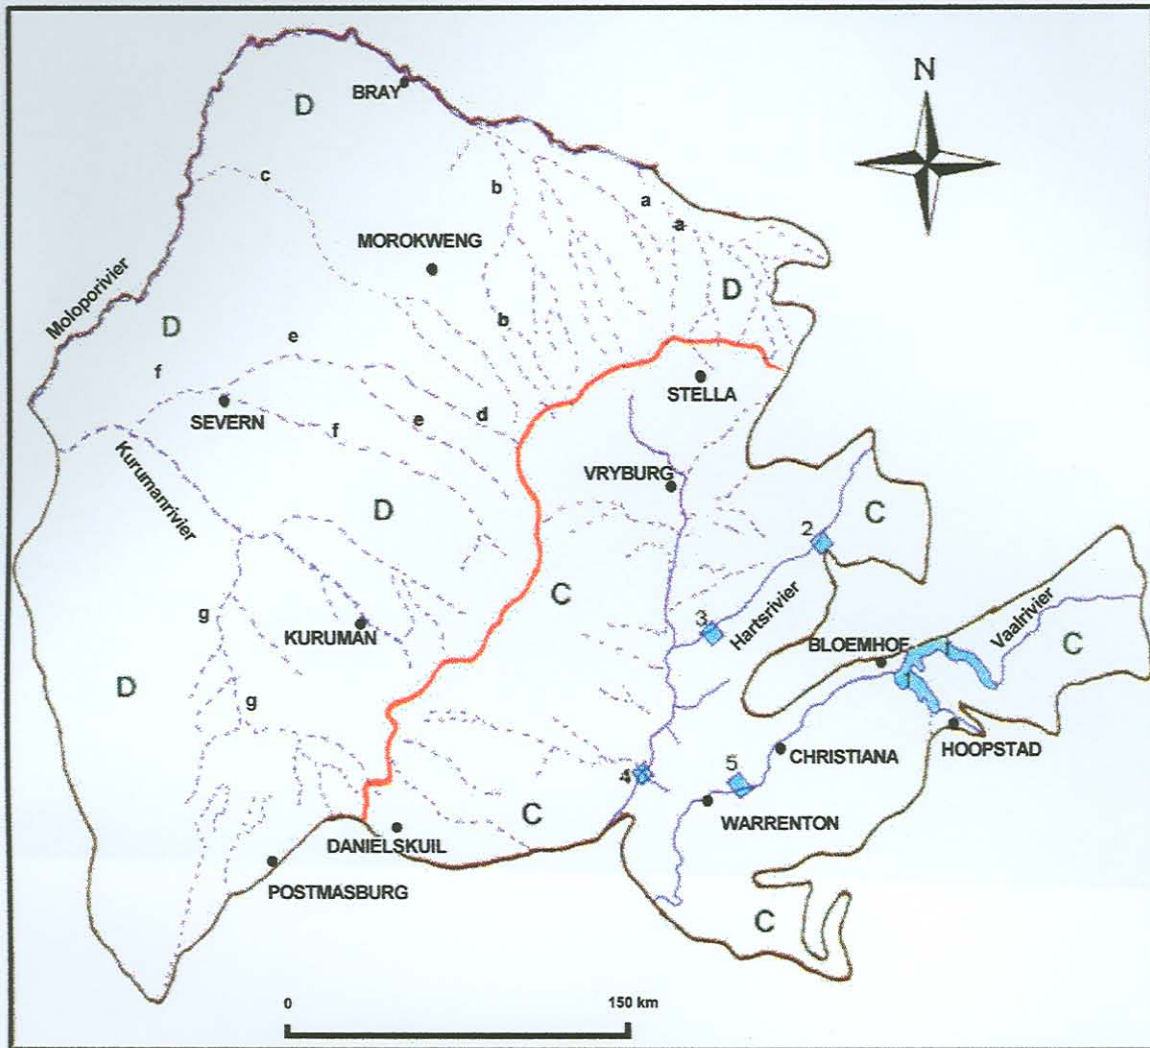 N
BRAY
D
c
b
a
a
MOROKWENG
D
Moloporivier
D
b
e
f
STELLA
SEVERN
d
e
f
Kurumanrivier
VRYBURG
D
C
2
C
3
Hartsrivier
g
KURUMAN
BLOEMHOF
1
Vaalrivier
C
D
g
HOOPSTAD
CHRISTIANA
4
5
WARRENTON
C
DANIELSKUIL
POSTMASBURG
C
0 150 km